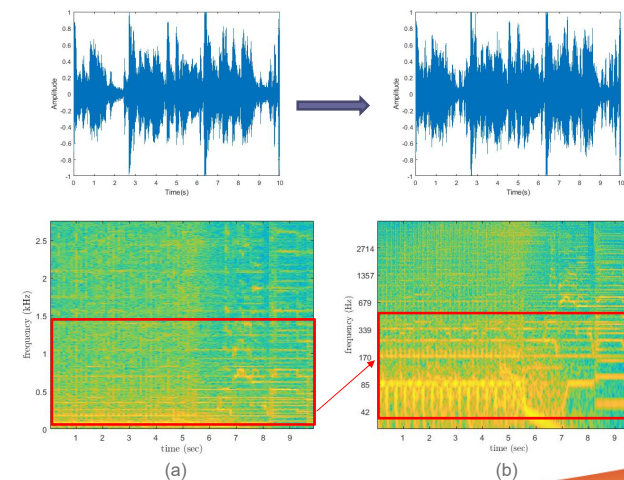 1
0.8
0.6
0.4
0.2
0
-0.2
-0.4
-0.6
-0.8
-1
Amplitude
0 1 2 3 4 5 6 7 8 9 10
Time(s)
1
0.8
0.6
0.4
0.2
0
-0.2
-0.4
-0.6
-0.8
-1
Amplitude
0 1 2 3 4 5 6 7 8 9 10
Time(s)
2.5
2
1.5
1
0.5
0
frequency (kHz)
1 2 3 4 5 6 7 8 9
time (sec)
(a)
2714
1357
679
339
170
85
42
frequency (Hz)
1 2 3 4 5 6 7 8 9
time (sec)
(b)